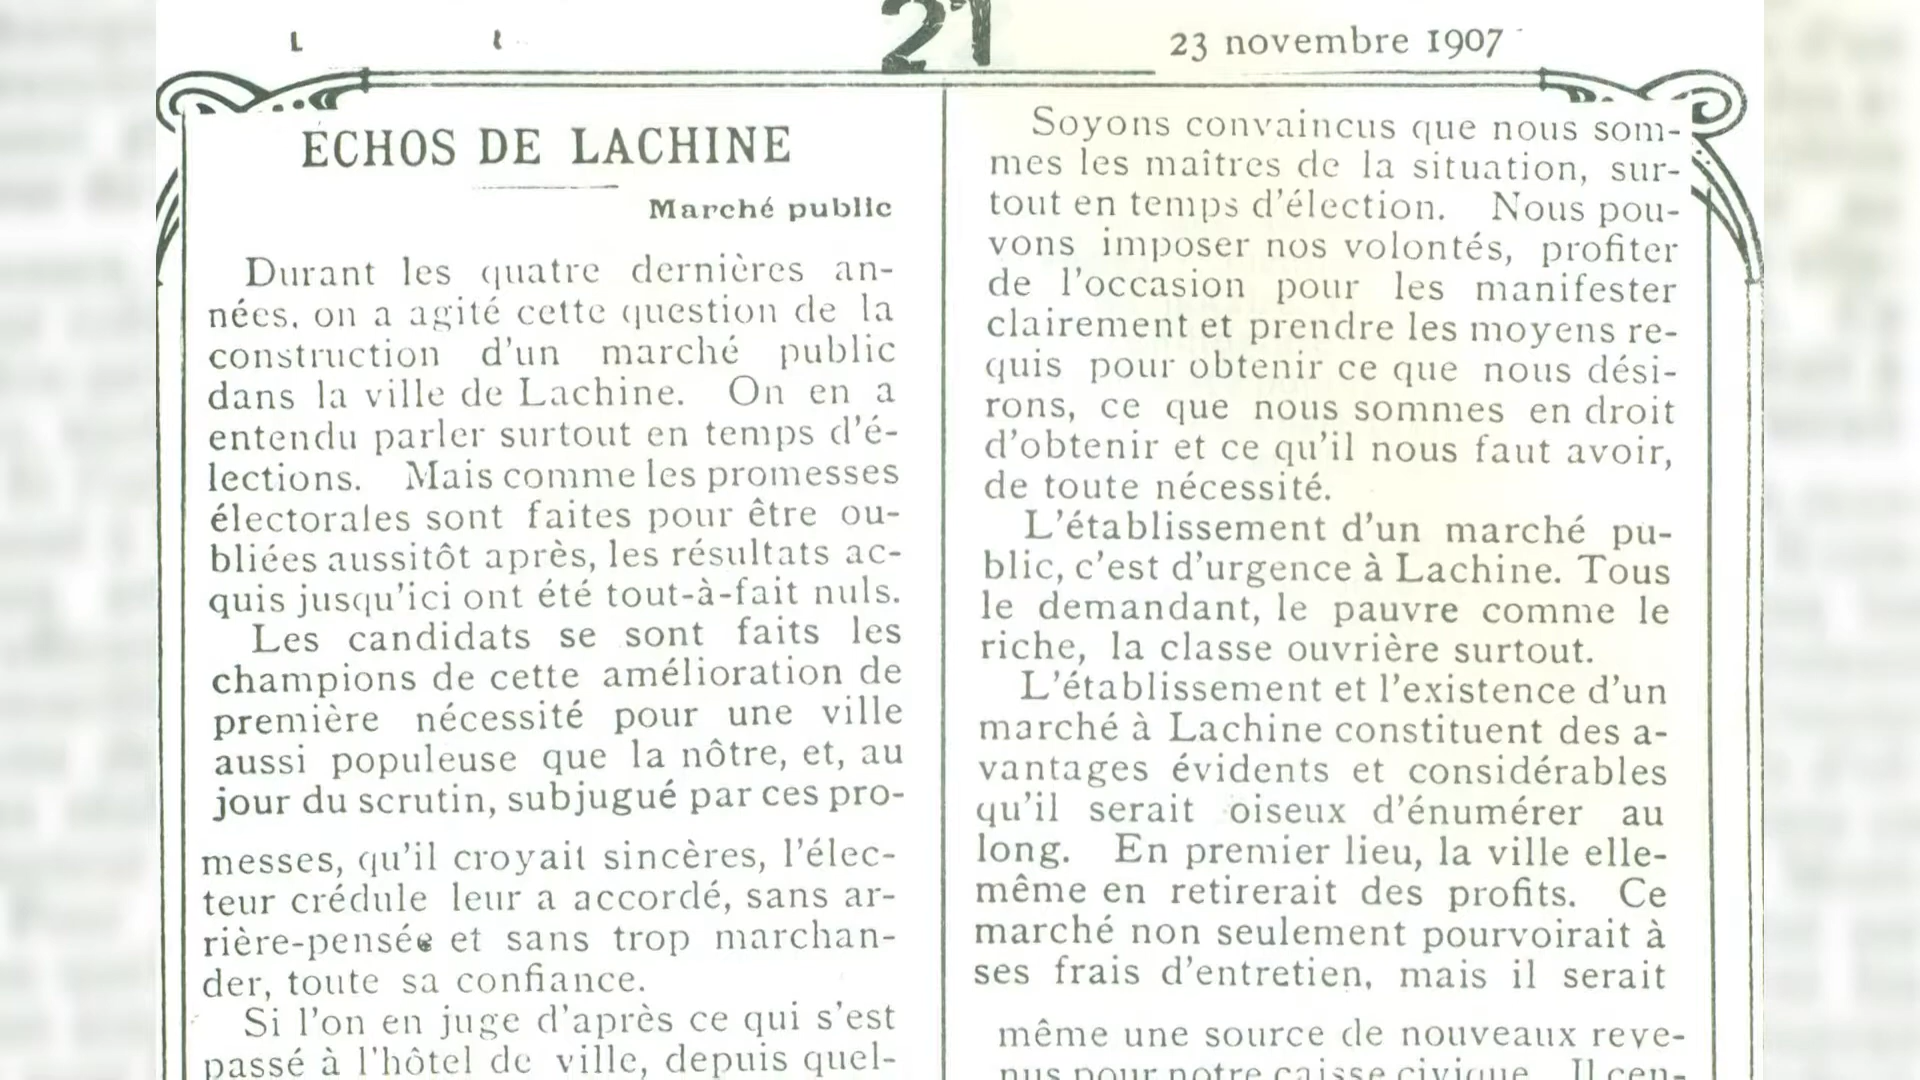 21
23 novembre 1907
ÉCHOS DE LACHINE
Marché public
Durant les quatre dernières an-
nées. on a agité cette question de la
construction d'un marché public
dans la ville de Lachine. On en a
entendu parler surtout en temps d'é-
lections. Mais comme les promesses
électorales sont faites pour être ou-
bliées aussitôt après, les résultats ac-
quis jusqu'ici ont été tout-à-fait nuls.
Les candidats se sont faits les
champions de cette amélioration de
première nécessité pour une ville
aussi populeuse que la nôtre, et, au
jour du scrutin, subjugué par ces pro-
messes, qu'il croyait sincères, l'élec-
teur crédule leur a accordé, sans ar-
rière-pensée et sans trop marchan-
der, toute sa confiance.
Si l'on en juge d'après ce qui s'est
passé à l'hôtel de ville, depuis quel-
Soyons convaincus que nous som-
mes les maîtres de la situation, sur-
tout en temps d'élection. Nous pou-
vons imposer nos volontés, profiter
de l'occasion pour les manifester
clairement et prendre les moyens re-
quis pour obtenir ce que nous dési-
rons, ce que nous sommes en droit
d'obtenir et ce qu'il nous faut avoir,
de toute nécessité.
L'établissement d'un marché pu-
blic, c'est d'urgence à Lachine. Tous
le demandant, le pauvre comme le
riche, la classe ouvrière surtout.
L'établissement et l'existence d'un
marché à Lachine constituent des a-
vantages évidents et considérables
qu'il serait oiseux d'énumérer au
long. En premier lieu, la ville elle-
même en retirerait des profits. Ce
marché non seulement pourvoirait à
ses frais d'entretien, mais il serait
même une source de nouveaux reve-
nus pour notre caisse civique. Il cen-